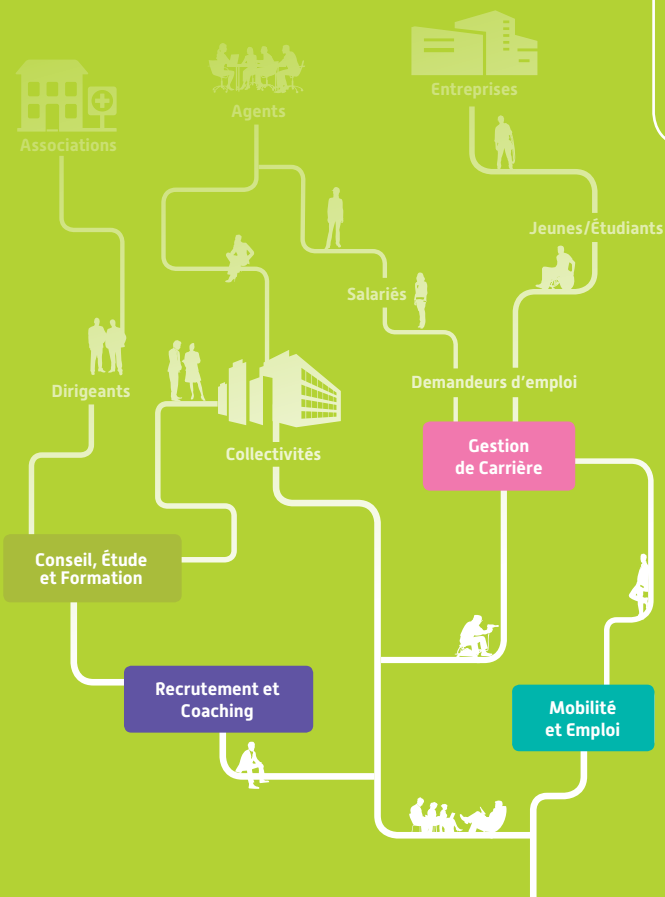 Entreprises
Agents
Associations
Jeunes/Étudiants
Salariés
Demandeurs d'emploi
Dirigeants
Collectivités
Gestion
de Carrière
Conseil, Étude
et Formation
Recrutement et
Coaching
Mobilité
et Emploi